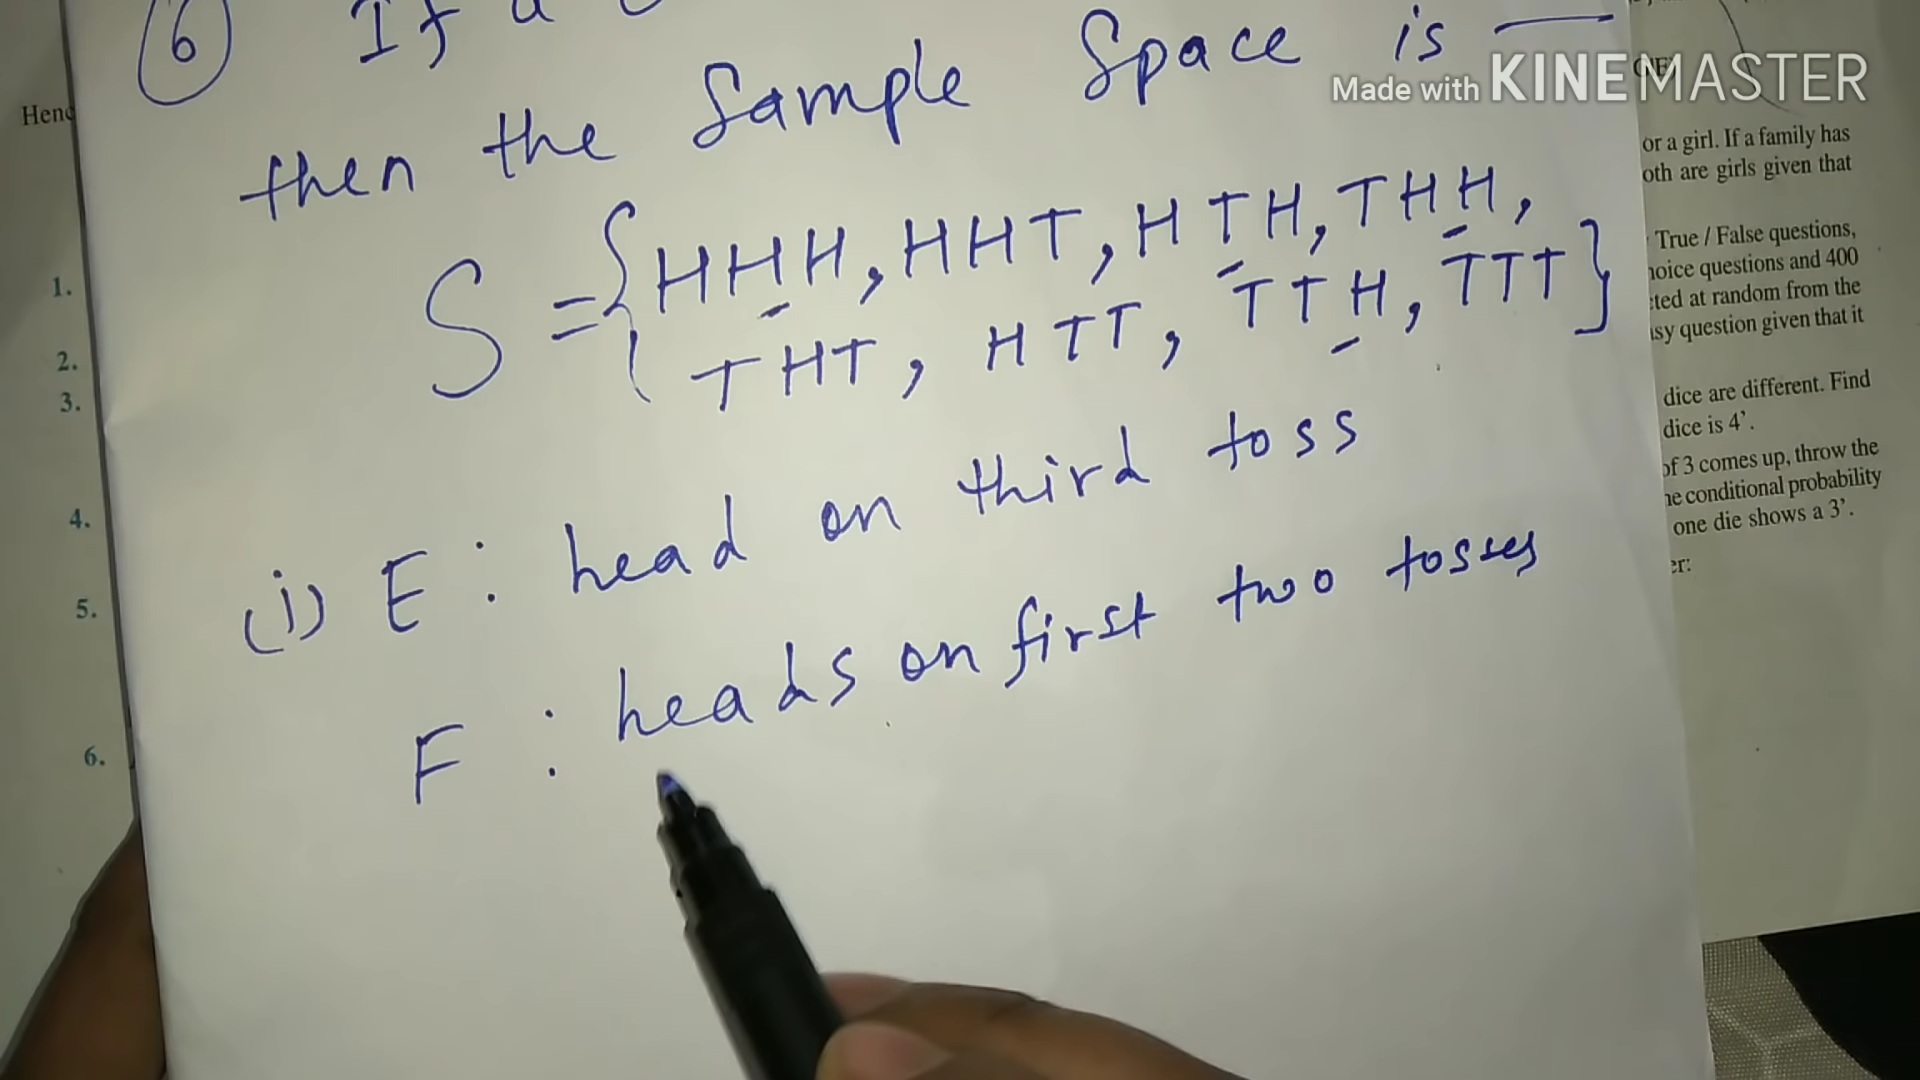 6 If a
then the Sample Space is —
S = { HHH, HHT, HTH, THH,
THT, HTT, TTH, TTT }
(i) E : head on third toss
F : heads on first two tosses
Made with KINEMASTER
Henc
1.
2.
3.
4.
5.
6.
or a girl. If a family has
oth are girls given that
True / False questions,
hoice questions and 400
cted at random from the
asy question given that it
dice are different. Find
dice is 4’.
of 3 comes up, throw the
he conditional probability
one die shows a 3’.
er: